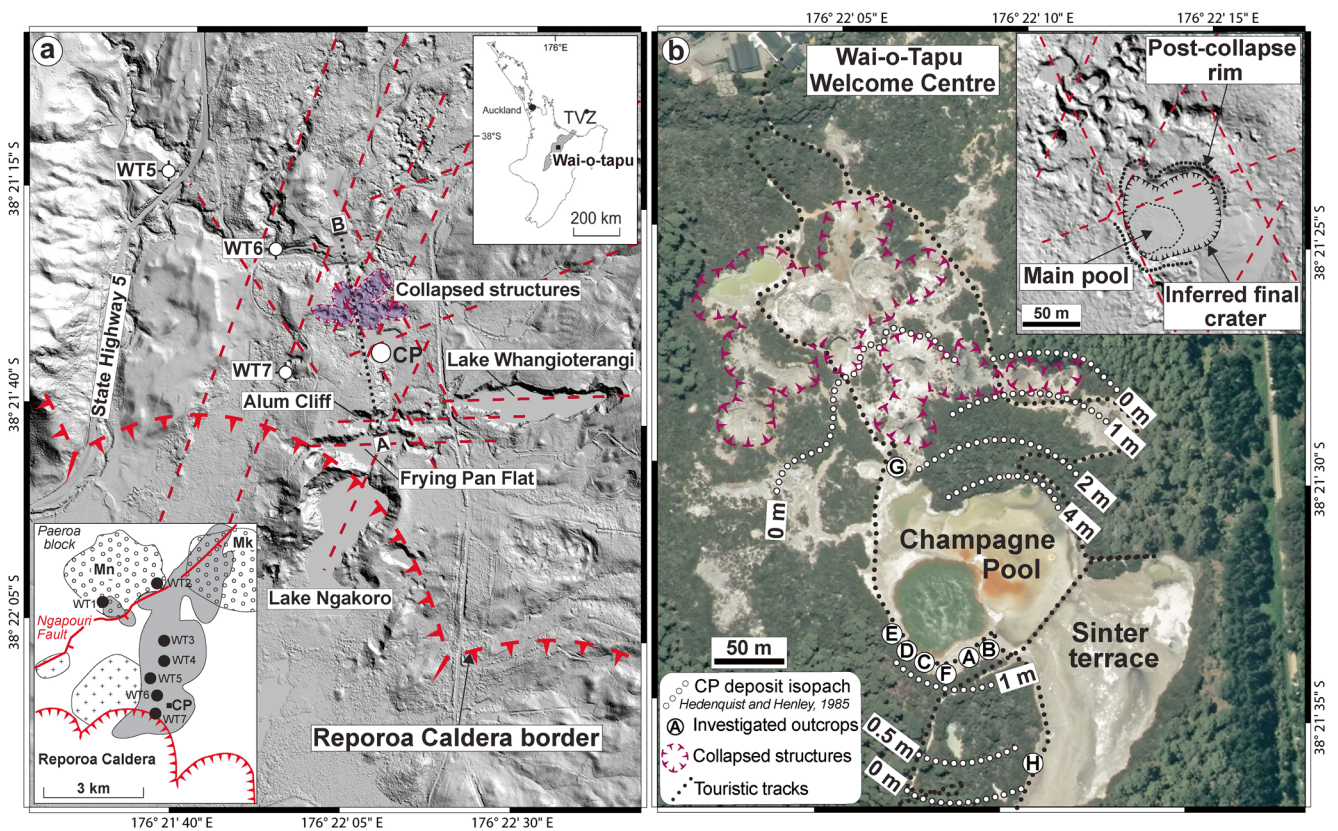 a
38° 21' 15" S
38° 21' 40" S
38° 22' 05" S
176° 21' 40" E
176° 22' 05" E
176° 22' 30" E
WT5
WT6
WT7
State Highway 5
B
Collapsed structures
CP
Lake Whangioterangi
Alum Cliff
A
Frying Pan Flat
Lake Ngakoro
Reporoa Caldera border
176°E
Auckland
TVZ
38°S
Wai-o-tapu
200 km
Paeroa
block
Mn
Mk
WT2
WT1
Ngapouri
Fault
WT3
WT4
WT5
WT6
CP
WT7
Reporoa Caldera
3 km
b
176° 22' 05" E
176° 22' 10" E
176° 22' 15" E
38° 21' 25" S
38° 21' 30" S
38° 21' 35" S
Wai-o-Tapu
Welcome Centre
Post-collapse
rim
Main pool
Inferred final
crater
50 m
0 m
1 m
2 m
4 m
0 m
G
Champagne
Pool
E
D
C
F
A
B
Sinter
terrace
50 m
1 m
0.5 m
0 m
H
CP deposit isopach
Hedenquist and Henley, 1985
A Investigated outcrops
Collapsed structures
Touristic tracks